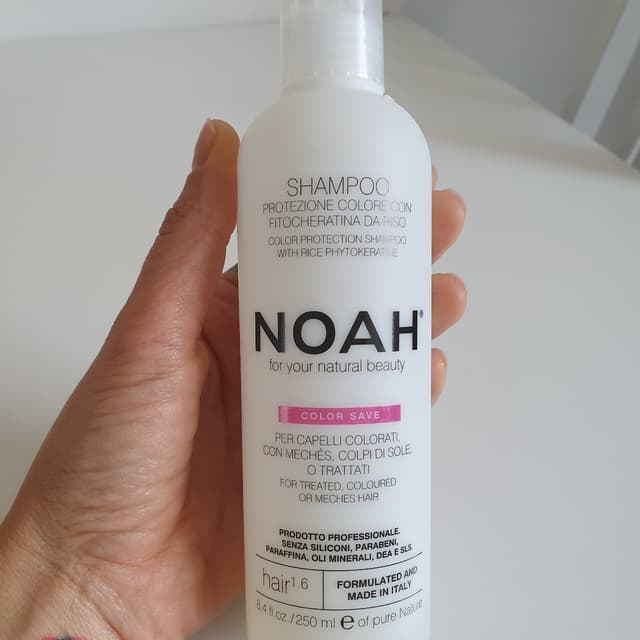 SHAMPOO
PROTEZIONE COLORE CON
FITOCHERATINA DA RISO
COLOR PROTECTION SHAMPOO
WITH RICE PHYTOKERATINE
NOAH®
for your natural beauty
COLOR SAVE
PER CAPELLI COLORATI,
CON MECHÈS, COLPI DI SOLE,
O TRATTATI
FOR TREATED, COLOURED
OR MECHES HAIR
PRODOTTO PROFESSIONALE.
SENZA SILICONI, PARABENI,
PARAFFINA, OLI MINERALI, DEA E SLS.
hair 1.6
FORMULATED AND
MADE IN ITALY
8.4 fl.oz/250 ml ℮ of pure Nature